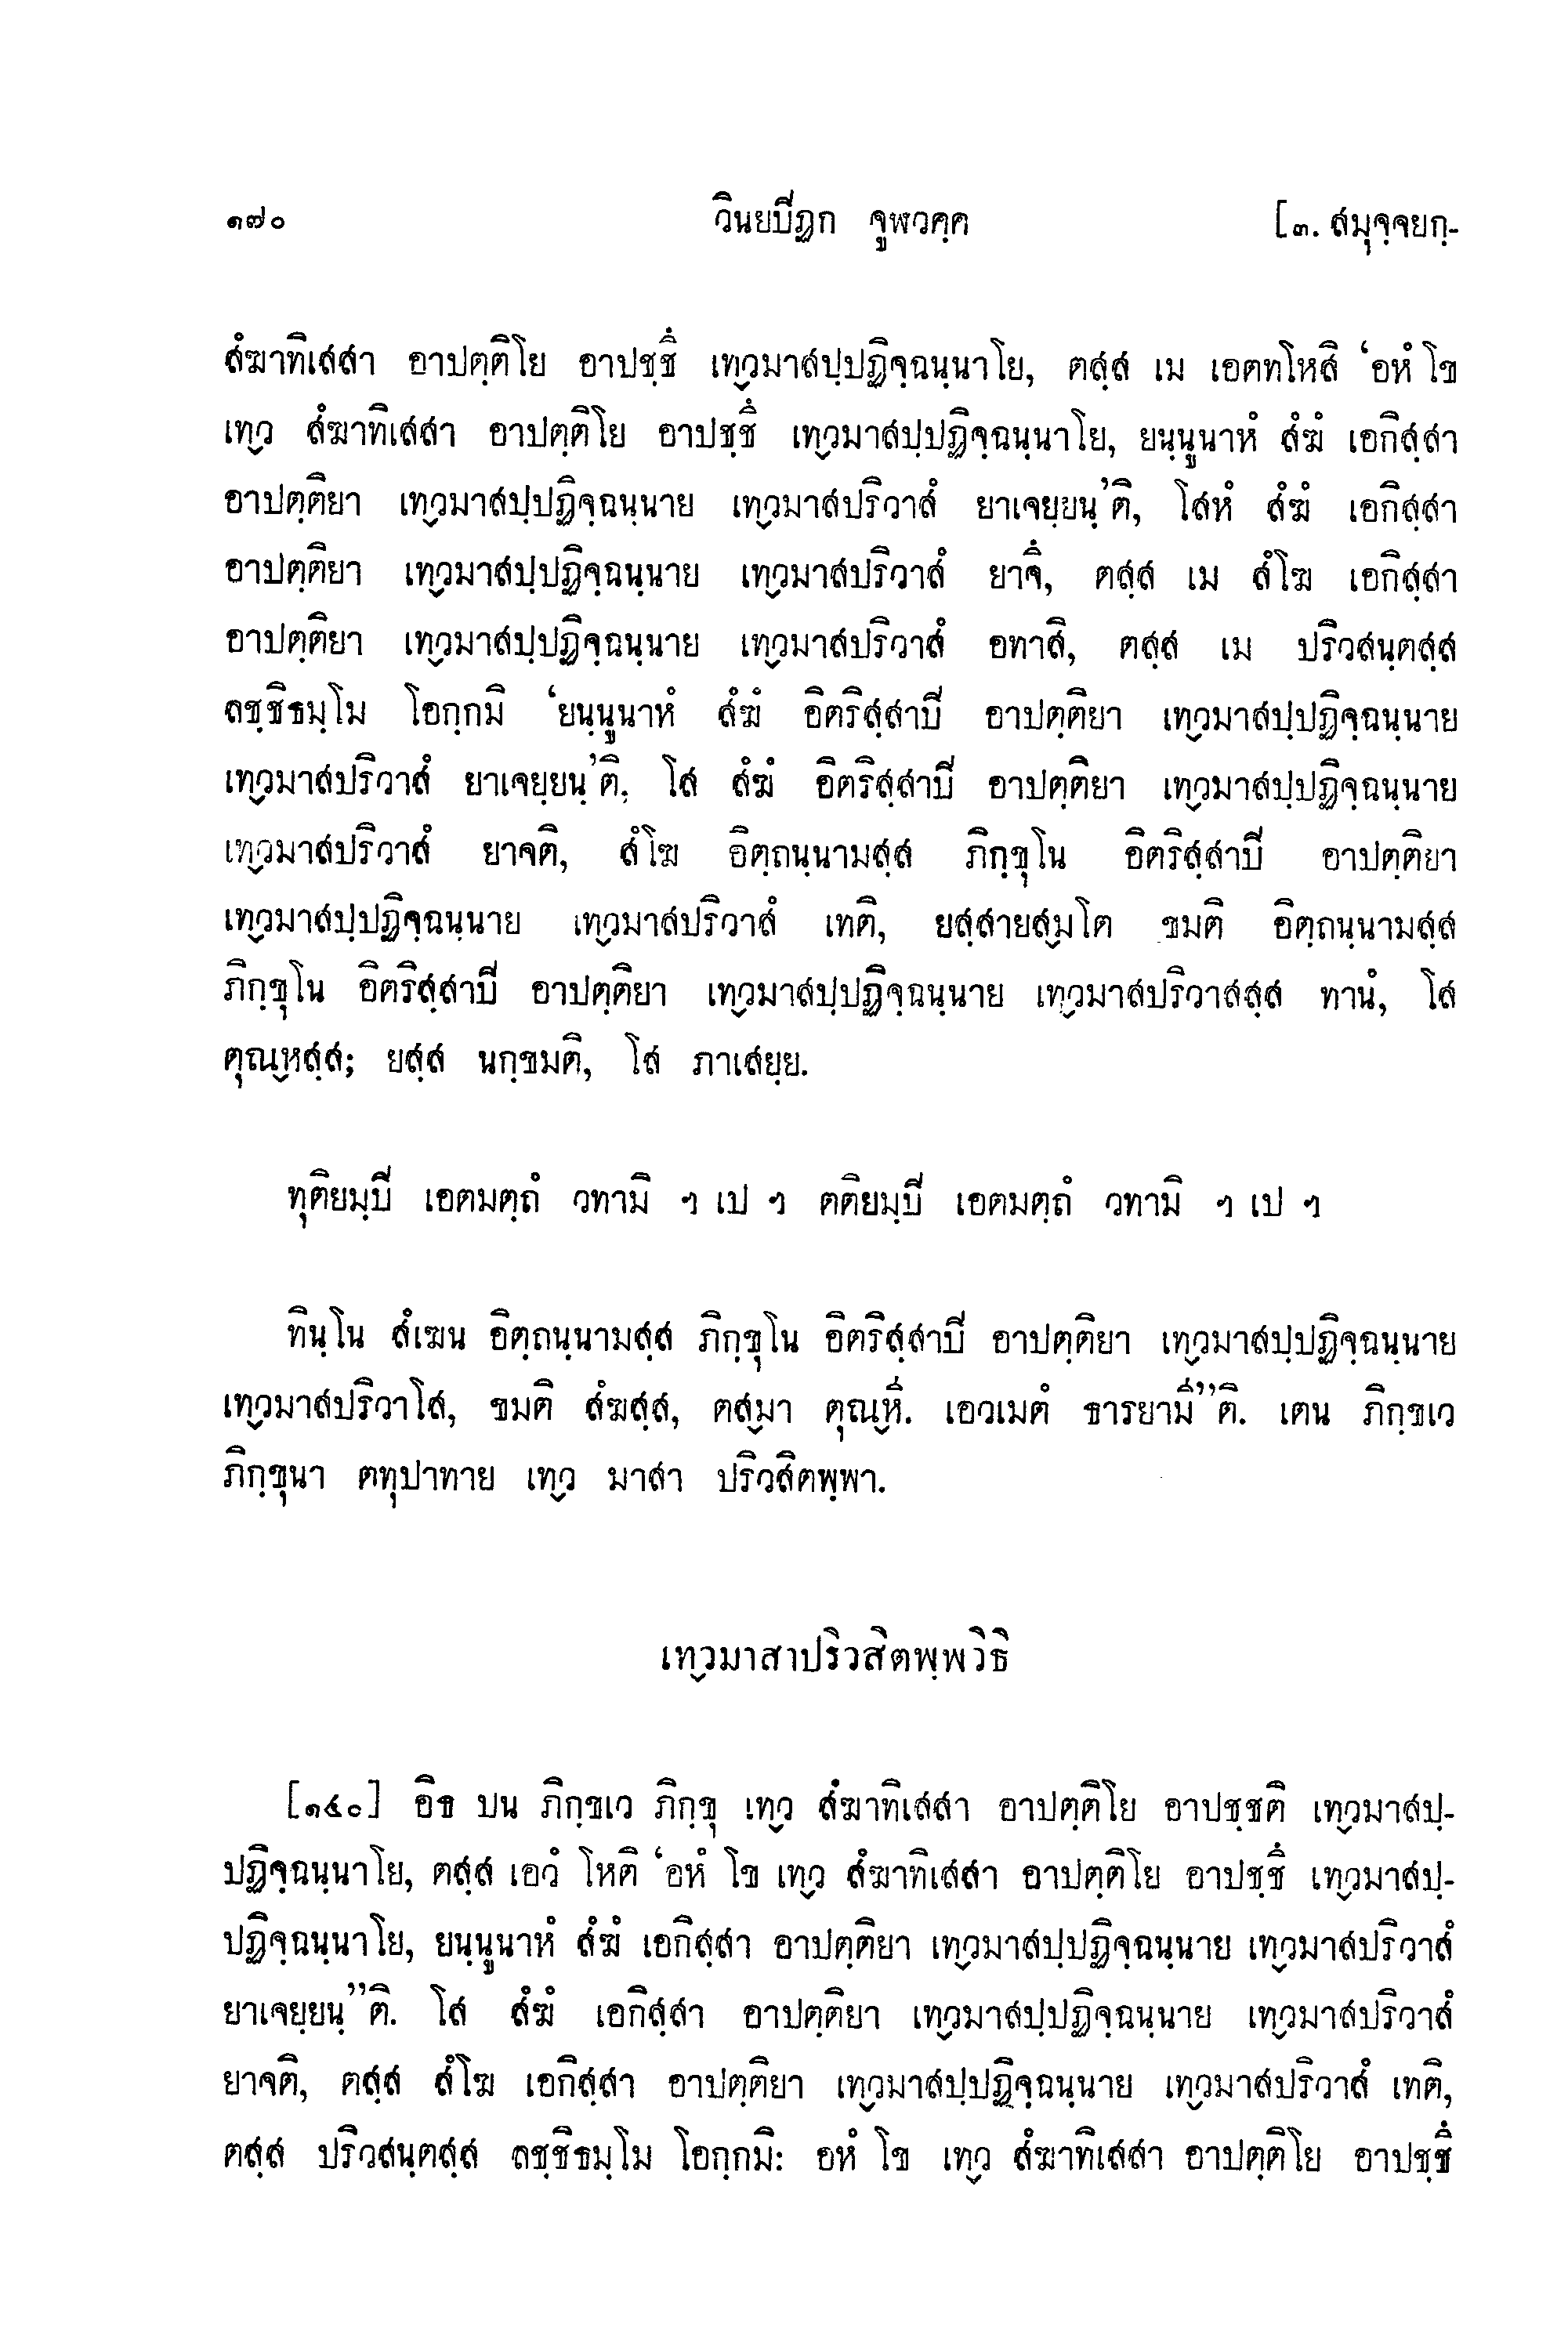 ๑๗๐ วินยปิฏก จูฬวคฺค [๓. สมุจฺจยกฺ-
สํฆาทิเสสา อาปตฺติโย อาปชฺชิํ เทฺวมาสปฺปฏิจฺฉนฺนาโย, ตสฺส เม เอตทโหสิ ‘อหํ โข
เทฺว สํฆาทิเสสา อาปตฺติโย อาปชฺชิํ เทฺวมาสปฺปฏิจฺฉนฺนาโย, ยนฺนูนาหํ สํฆํ เอกิสฺสา
อาปตฺติยา เทฺวมาสปฺปฏิจฺฉนฺนาย เทฺวมาสปริวาสํ ยาเจยฺยนฺ’ติ, โสหํ สํฆํ เอกิสฺสา
อาปตฺติยา เทฺวมาสปฺปฏิจฺฉนฺนาย เทฺวมาสปริวาสํ ยาจิํ, ตสฺส เม สํโฆ เอกิสฺสา
อาปตฺติยา เทฺวมาสปฺปฏิจฺฉนฺนาย เทฺวมาสปริวาสํ อทาสิ, ตสฺส เม ปริวสนฺตสฺส
ลชฺชิธมฺโม โอกฺกมิ ‘ยนฺนูนาหํ สํฆํ อิตริสฺสาปิ อาปตฺติยา เทฺวมาสปฺปฏิจฺฉนฺนาย
เทฺวมาสปริวาสํ ยาเจยฺยนฺ’ติ, โส สํฆํ อิตริสฺสาปิ อาปตฺติยา เทฺวมาสปฺปฏิจฺฉนฺนาย
เทฺวมาสปริวาสํ ยาจติ, สํโฆ อิตฺถนฺนามสฺส ภิกฺขุโน อิตริสฺสาปิ อาปตฺติยา
เทฺวมาสปฺปฏิจฺฉนฺนาย เทฺวมาสปริวาสํ เทติ, ยสฺสายสฺมโต ขมติ อิตฺถนฺนามสฺส
ภิกฺขุโน อิตริสฺสาปิ อาปตฺติยา เทฺวมาสปฺปฏิจฺฉนฺนาย เทฺวมาสปริวาสสฺส ทานํ, โส
ตุณฺหสฺส; ยสฺส นกฺขมติ, โส ภาเสยฺย.
ทุติยมฺปิ เอตมตฺถํ วทามิ ฯ เป ฯ ตติยมฺปิ เอตมตฺถํ วทามิ ฯ เป ฯ
ทินฺโน สํเฆน อิตฺถนฺนามสฺส ภิกฺขุโน อิตริสฺสาปิ อาปตฺติยา เทฺวมาสปฺปฏิจฺฉนฺนาย
เทฺวมาสปริวาโส, ขมติ สํฆสฺส, ตสฺมา ตุณฺหิํ. เอวเมตํ ธารยามี”ติ. เตน ภิกฺขเว
ภิกฺขุนา ตทุปาทาย เทฺว มาสา ปริวสิตพฺพา.
เทฺวมาสาปริวสิตพฺพวิธิ
[๑๔๐] อิธ ปน ภิกฺขเว ภิกฺขุ เทฺว สํฆาทิเสสา อาปตฺติโย อาปชฺชติ เทฺวมาสปฺ-
ปฏิจฺฉนฺนาโย, ตสฺส เอวํ โหติ ‘อหํ โข เทฺว สํฆาทิเสสา อาปตฺติโย อาปชฺชิํ เทฺวมาสปฺ-
ปฏิจฺฉนฺนาโย, ยนฺนูนาหํ สํฆํ เอกิสฺสา อาปตฺติยา เทฺวมาสปฺปฏิจฺฉนฺนาย เทฺวมาสปริวาสํ
ยาเจยฺยนฺ”ติ. โส สํฆํ เอกิสฺสา อาปตฺติยา เทฺวมาสปฺปฏิจฺฉนฺนาย เทฺวมาสปริวาสํ
ยาจติ, ตสฺส สํโฆ เอกิสฺสา อาปตฺติยา เทฺวมาสปฺปฏิจฺฉนฺนาย เทฺวมาสปริวาสํ เทติ,
ตสฺส ปริวสนฺตสฺส ลชฺชิธมฺโม โอกฺกมิ: อหํ โข เทฺว สํฆาทิเสสา อาปตฺติโย อาปชฺชิํ